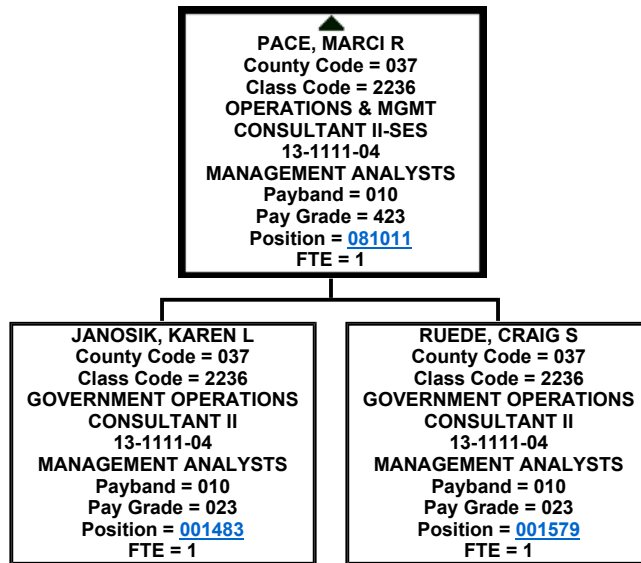 PACE, MARCI R
County Code = 037
Class Code = 2236
OPERATIONS & MGMT
CONSULTANT II-SES
13-1111-04
MANAGEMENT ANALYSTS
Payband = 010
Pay Grade = 423
Position = 081011
FTE = 1
JANOSIK, KAREN L
County Code = 037
Class Code = 2236
GOVERNMENT OPERATIONS
CONSULTANT II
13-1111-04
MANAGEMENT ANALYSTS
Payband = 010
Pay Grade = 023
Position = 001483
FTE = 1
RUEDE, CRAIG S
County Code = 037
Class Code = 2236
GOVERNMENT OPERATIONS
CONSULTANT II
13-1111-04
MANAGEMENT ANALYSTS
Payband = 010
Pay Grade = 023
Position = 001579
FTE = 1